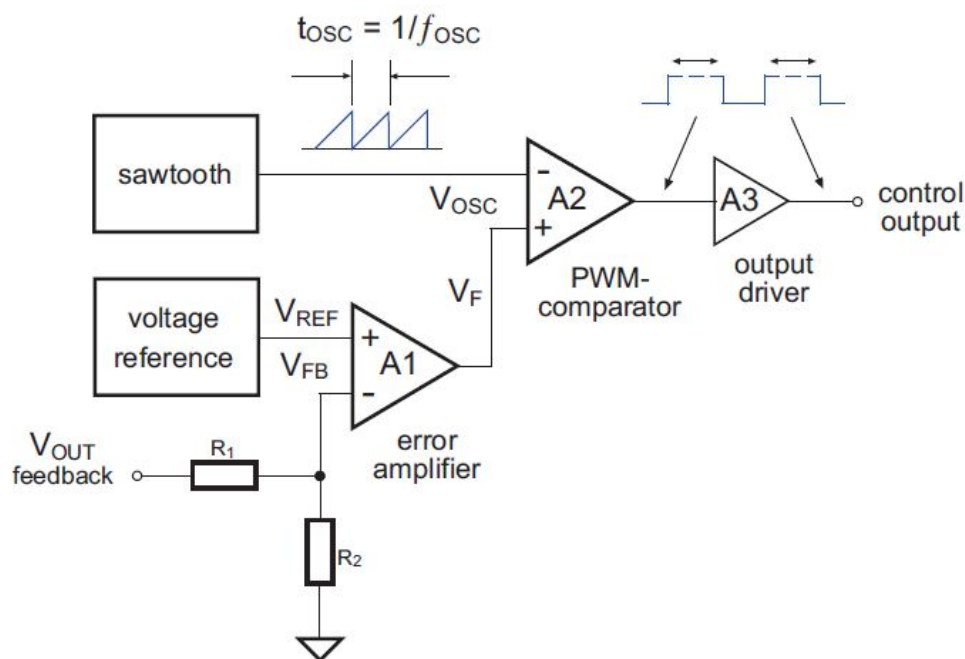 tOSC = 1/fOSC
sawtooth
VOSC
-
A2
+
A3
control
output
PWM-
comparator
output
driver
VF
voltage
reference
VREF
VFB
+
A1
-
error
amplifier
VOUT
feedback
R1
R2